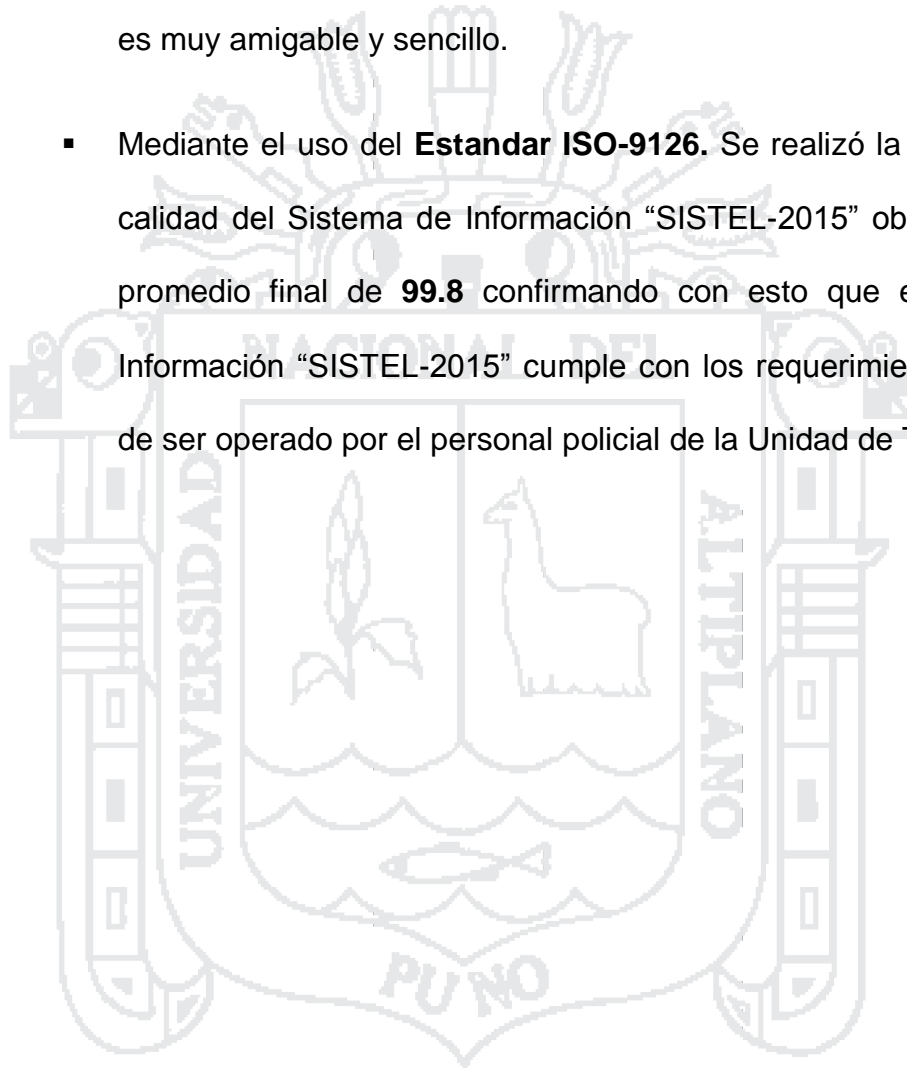 es muy amigable y sencillo.
▪ Mediante el uso del Estandar ISO-9126. Se realizó la
calidad del Sistema de Información “SISTEL-2015” ob
promedio final de 99.8 confirmando con esto que e
Información “SISTEL-2015” cumple con los requerimie
de ser operado por el personal policial de la Unidad de T
NACIONAL DEL
UNIVERSIDAD
ALTIPLANO
PUNO